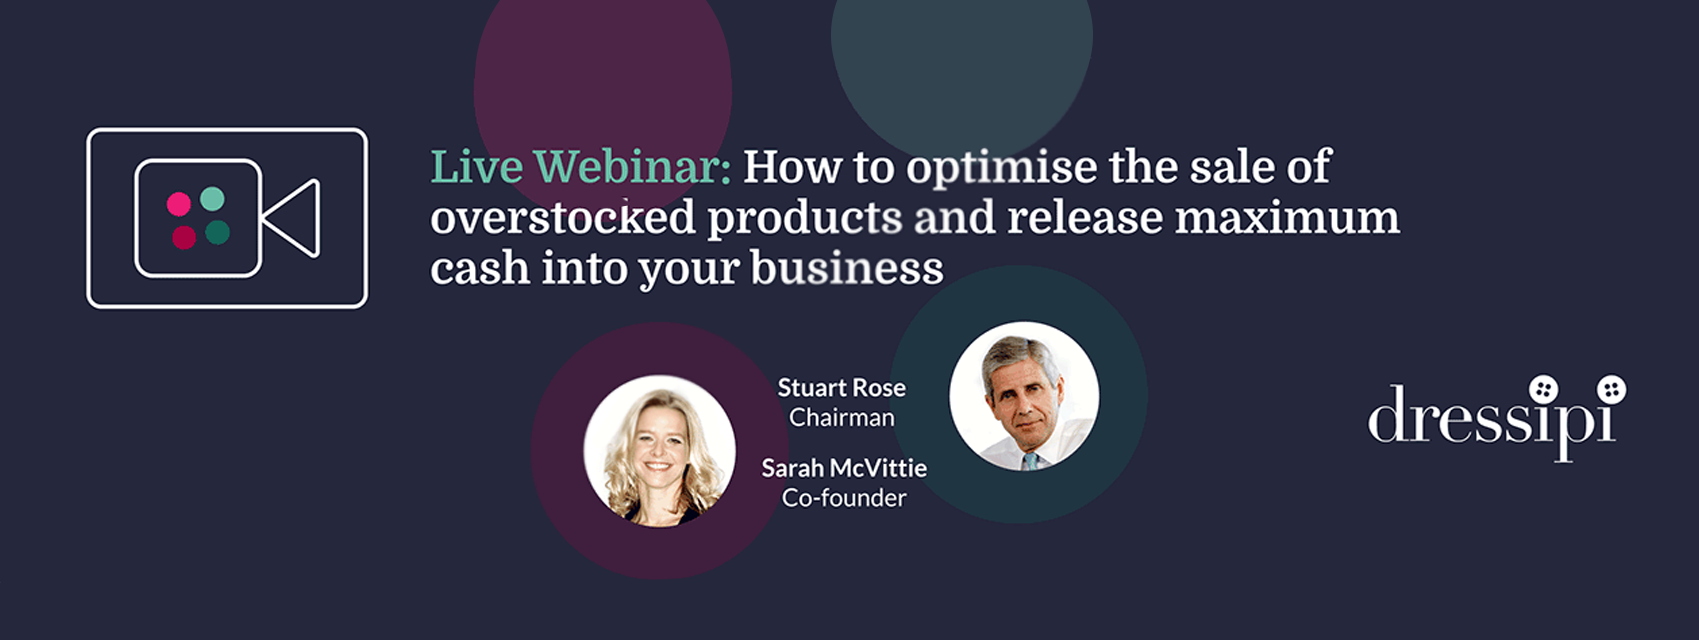 Live Webinar: How to optimise the sale of
overstocked products and release maximum
cash into your business
Stuart Rose
Chairman
Sarah McVittie
Co-founder
dressipi